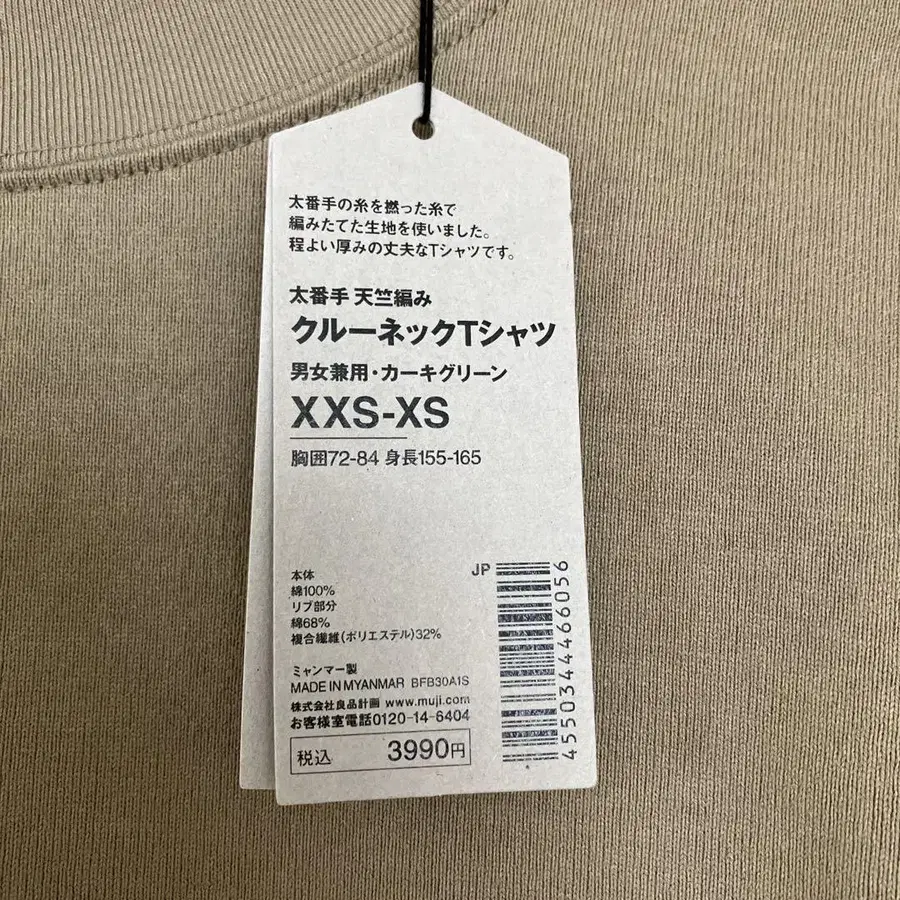 太番手の糸を撚った糸で
編みたてた生地を使いました。
程よい厚みの丈夫なTシャツです。
太番手 天竺編み
クルーネックTシャツ
男女兼用・カーキグリーン
XXS-XS
胸囲72-84 身長155-165
本体
綿100%
リブ部分
綿68%
複合繊維(ポリエステル)32%
ミャンマー製
MADE IN MYANMAR BFB30A1S
株式会社良品計画 www.muji.com
お客様室電話0120-14-6404
税込 3990円
JP
4550344466056